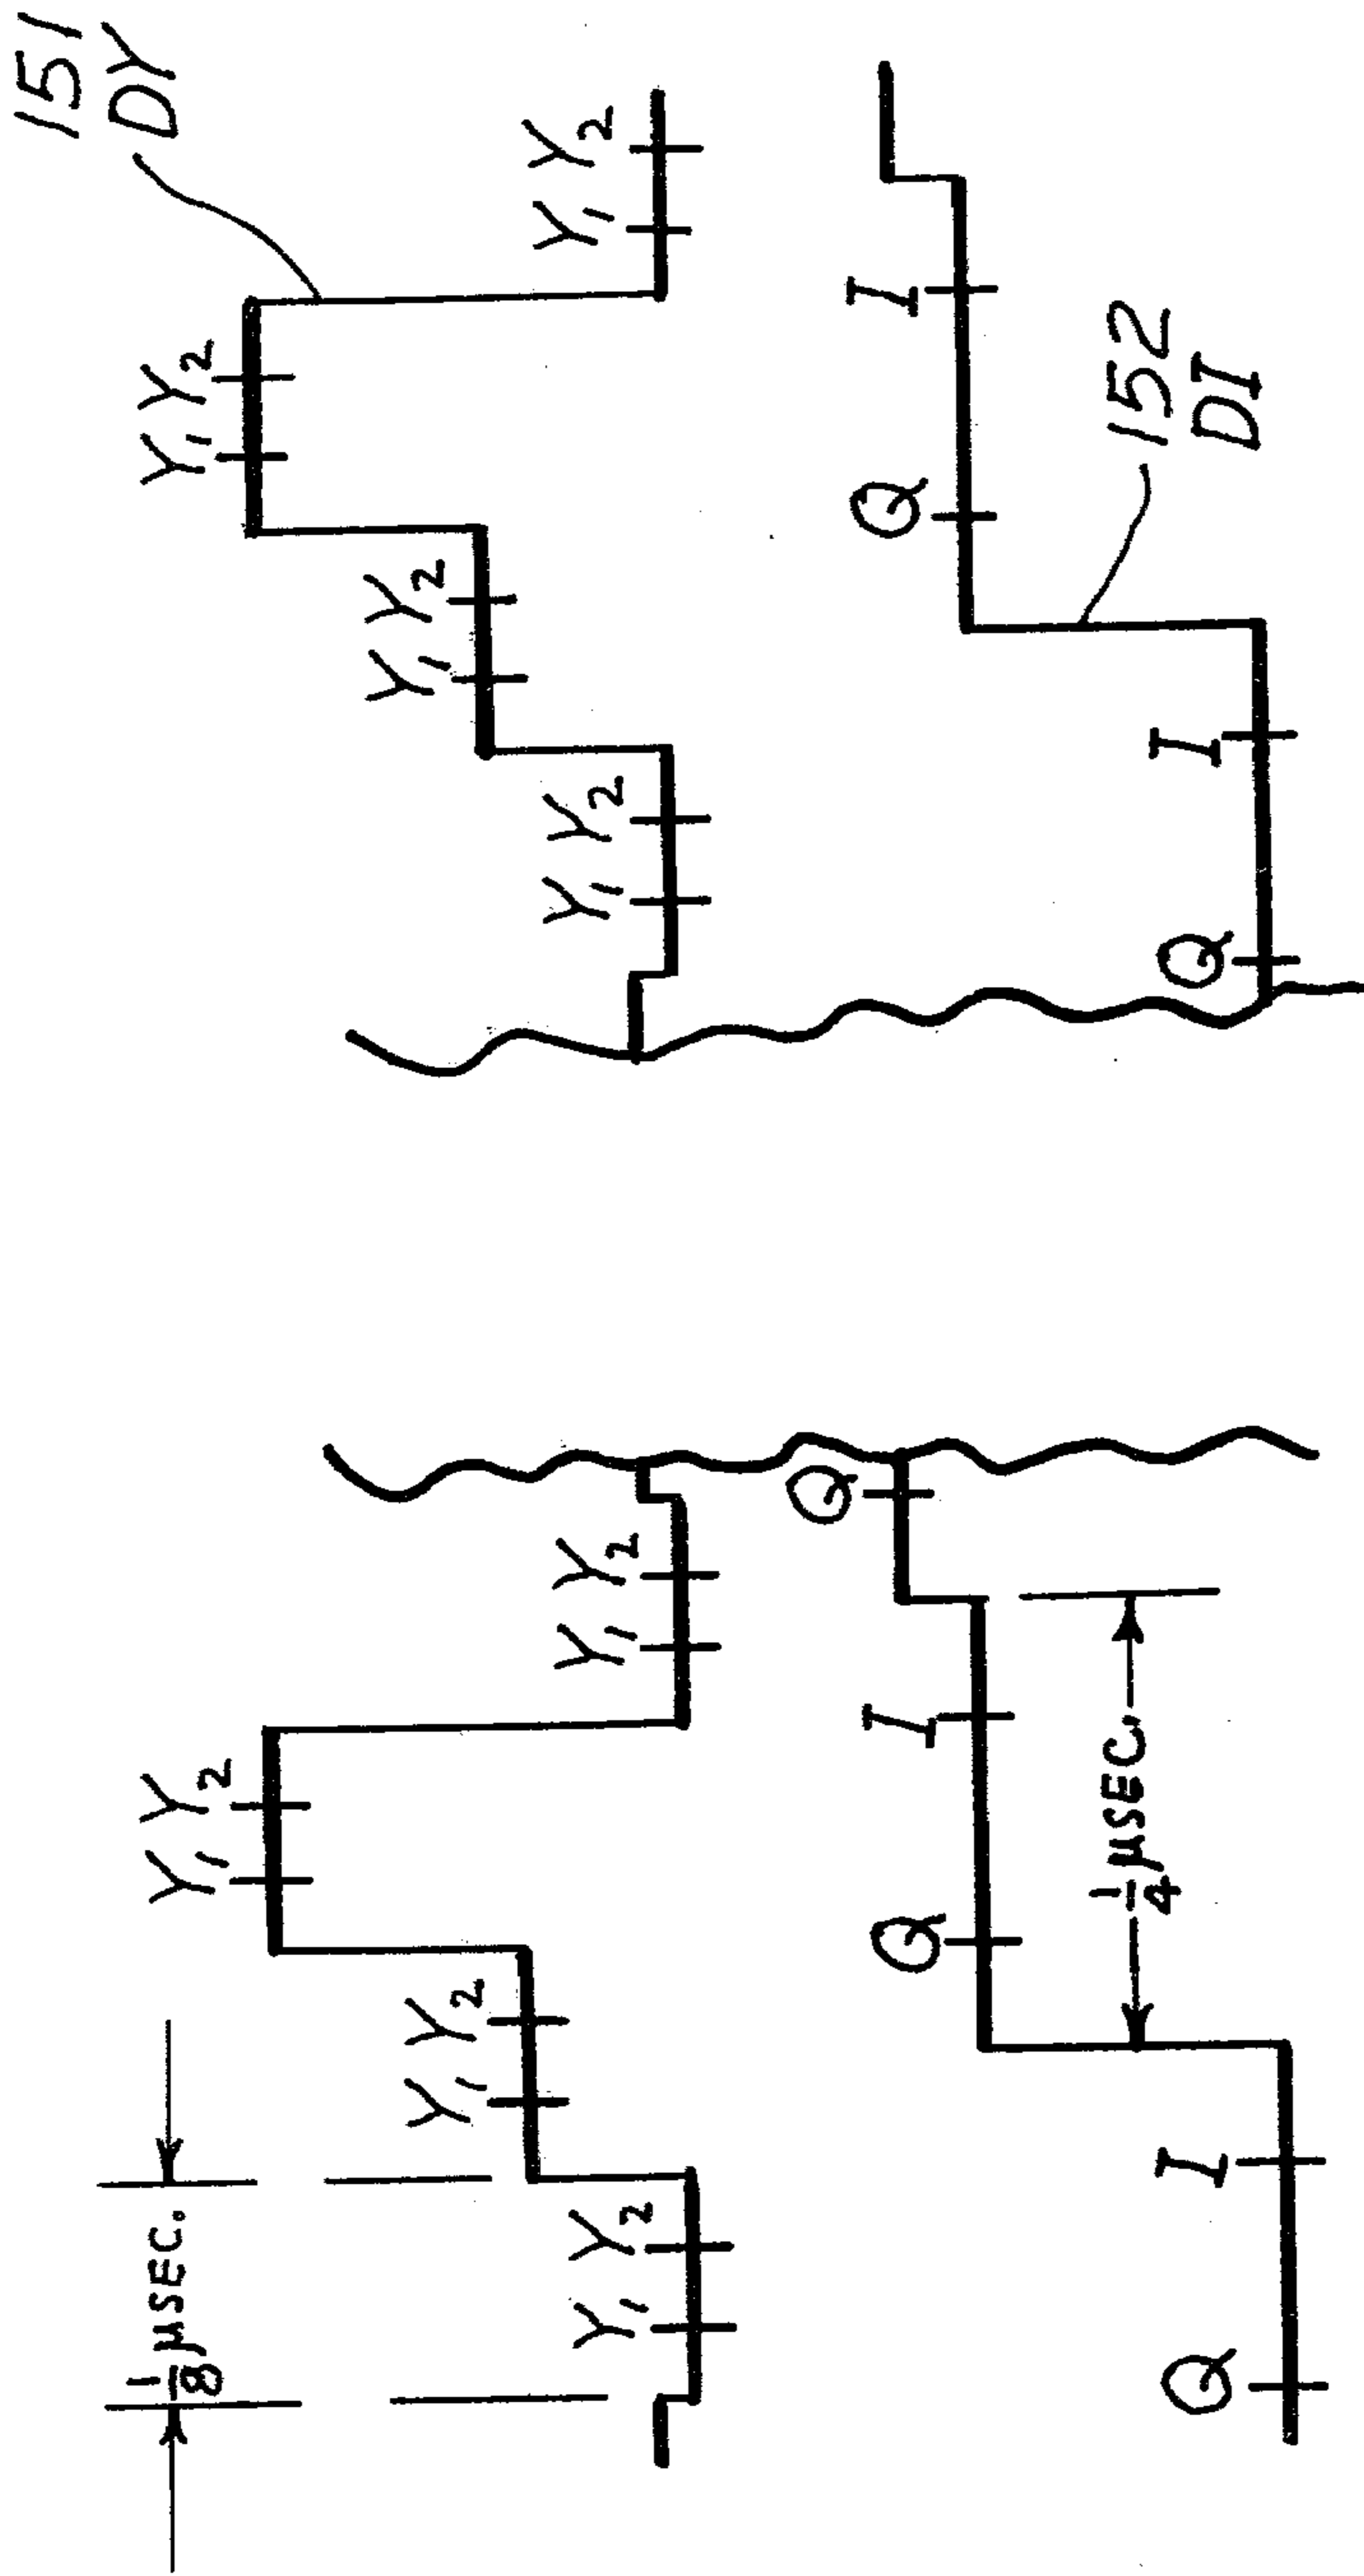 151
DY
1/8 μSEC.
Y₁ Y₂
Y₁ Y₂
Y₁ Y₂
Y₁ Y₂
Y₁ Y₂ Y₁ Y₂
Y₁ Y₂ Y₁ Y₂
Q
Q I
Q I
1/4 μSEC.
152
DI
Q I
Q I